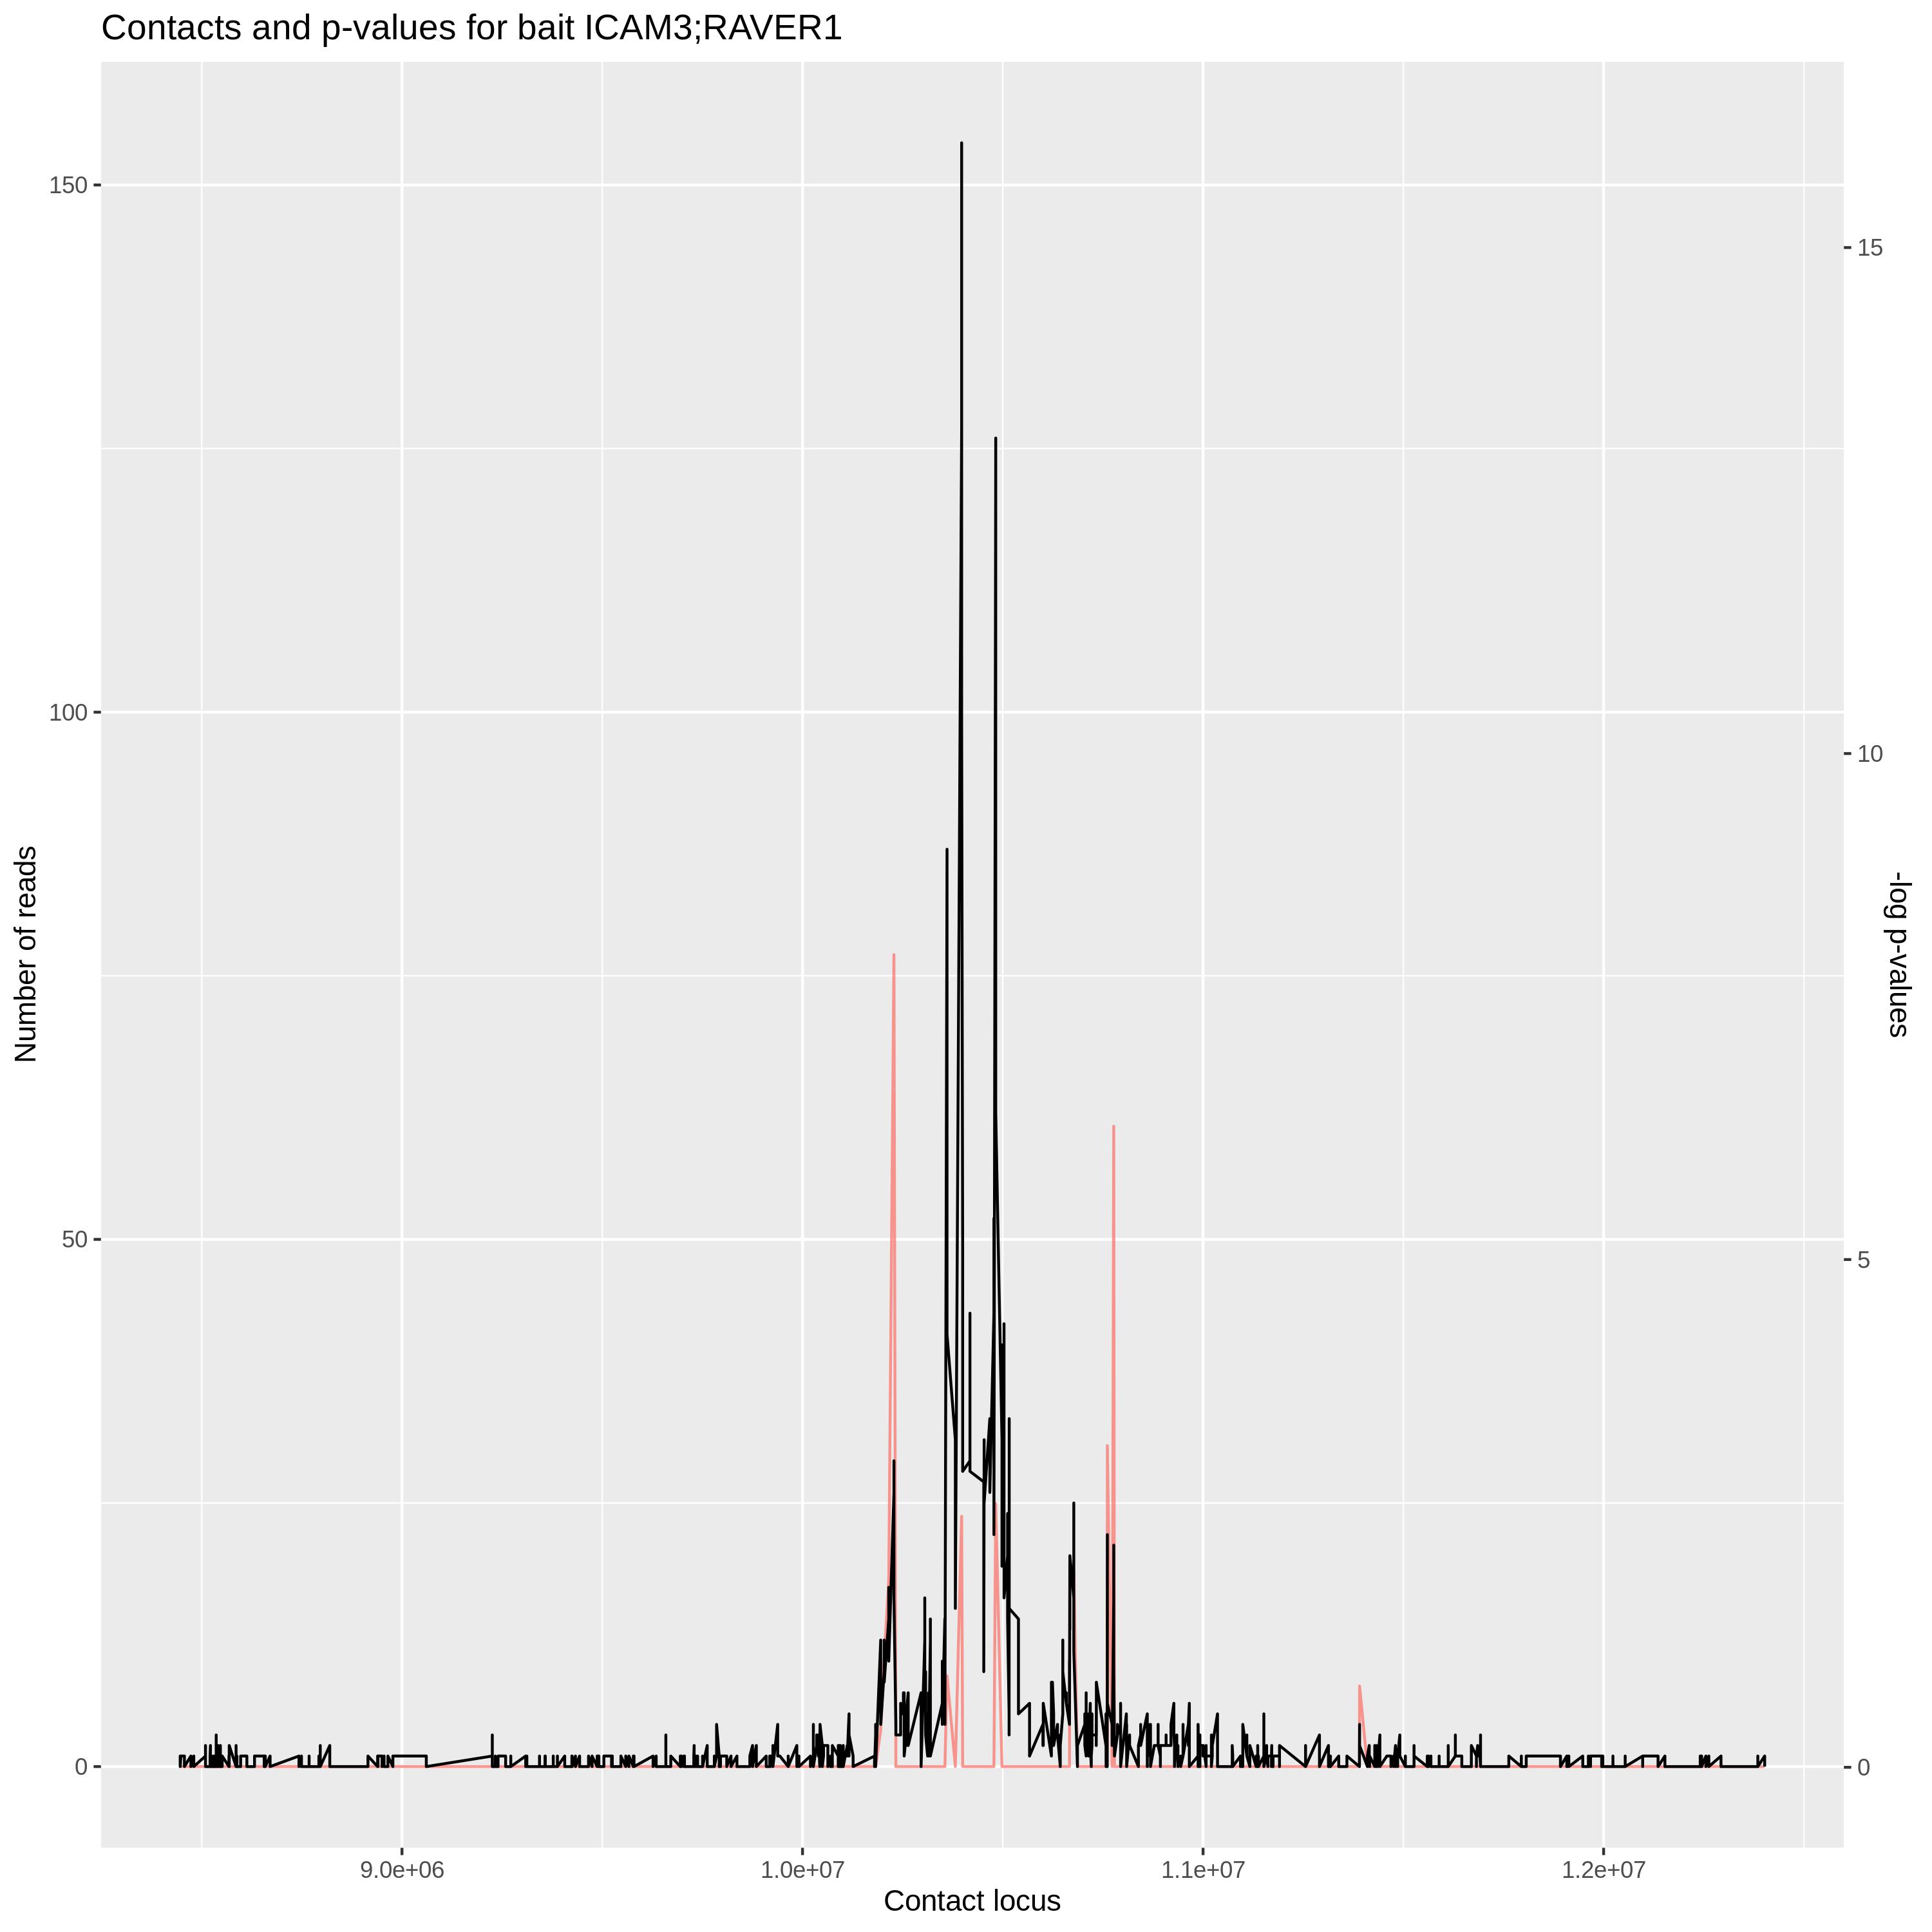 Contacts and p-values for bait ICAM3;RAVER1
150
100
50
0
Number of reads
15
10
5
0
-log p-values
9.0e+06
1.0e+07
1.1e+07
1.2e+07
Contact locus